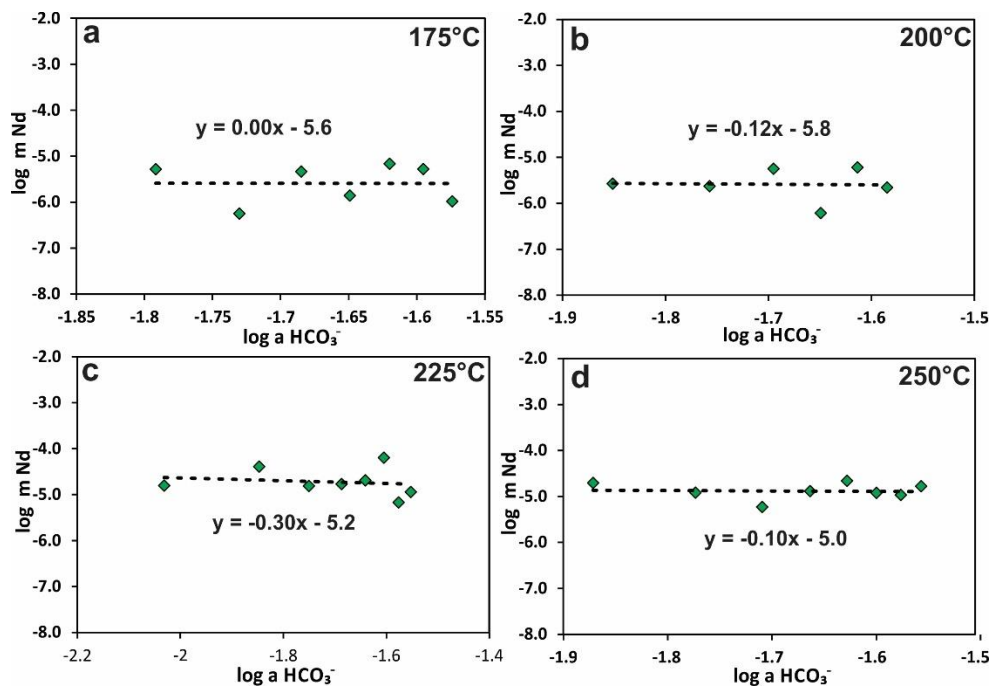 a
175°C
-2.0
-3.0
-4.0
-5.0
-6.0
-7.0
-8.0
log m Nd
y = 0.00x - 5.6
-1.85
-1.8
-1.75
-1.7
-1.65
-1.6
-1.55
log a HCO₃⁻
b
200°C
-2.0
-3.0
-4.0
-5.0
-6.0
-7.0
-8.0
log m Nd
y = -0.12x - 5.8
-1.9
-1.8
-1.7
-1.6
-1.5
log a HCO₃⁻
c
225°C
-2.0
-3.0
-4.0
-5.0
-6.0
-7.0
-8.0
log m Nd
y = -0.30x - 5.2
-2.2
-2
-1.8
-1.6
-1.4
log a HCO₃⁻
d
250°C
-2.0
-3.0
-4.0
-5.0
-6.0
-7.0
-8.0
log m Nd
y = -0.10x - 5.0
-1.9
-1.8
-1.7
-1.6
-1.5
log a HCO₃⁻